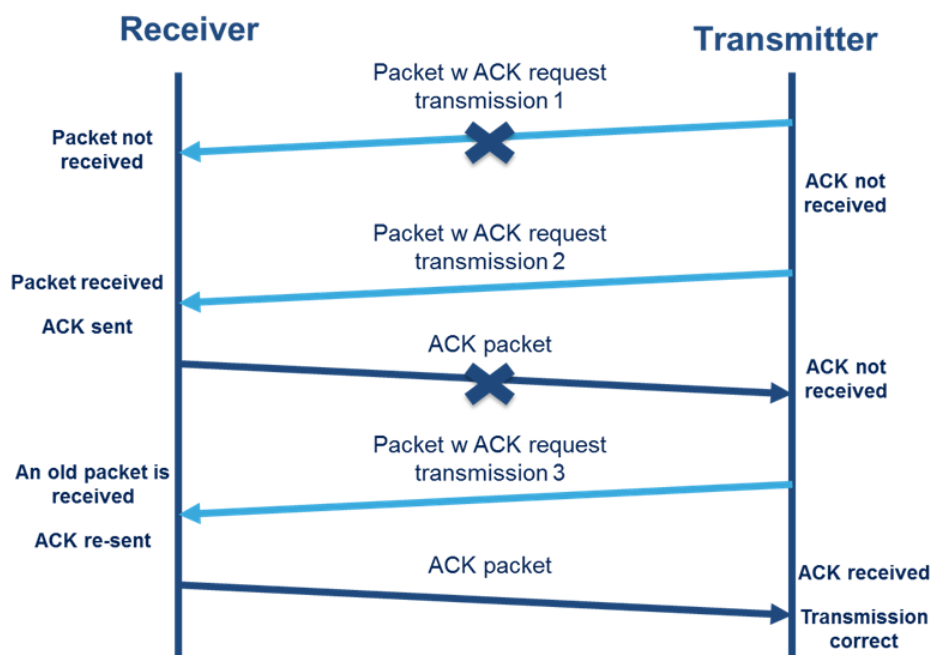 Receiver
Transmitter
Packet w ACK request
transmission 1
Packet not
received
ACK not
received
Packet w ACK request
transmission 2
Packet received
ACK sent
ACK packet
ACK not
received
Packet w ACK request
transmission 3
An old packet is
received
ACK re-sent
ACK packet
ACK received
Transmission
correct